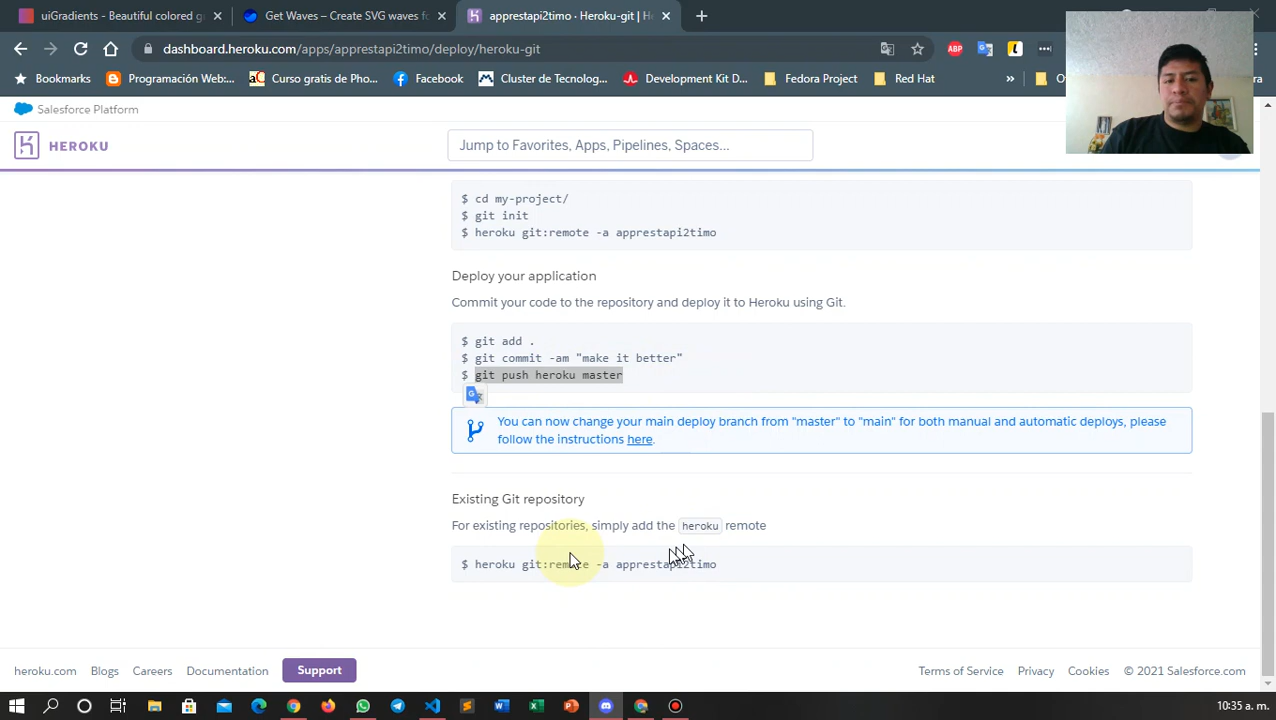 uiGradients - Beautiful colored g
Get Waves – Create SVG waves fo
apprestapi2timo · Heroku-git | He
dashboard.heroku.com/apps/apprestapi2timo/deploy/heroku-git
ABP
Bookmarks
Programación Web:...
Curso gratis de Pho...
Facebook
Cluster de Tecnolog...
Development Kit D...
Fedora Project
Red Hat
»
Salesforce Platform
HEROKU
Jump to Favorites, Apps, Pipelines, Spaces...
$ cd my-project/
$ git init
$ heroku git:remote -a apprestapi2timo
Deploy your application
Commit your code to the repository and deploy it to Heroku using Git.
$ git add .
$ git commit -am "make it better"
$ git push heroku master
You can now change your main deploy branch from "master" to "main" for both manual and automatic deploys, please
follow the instructions here.
Existing Git repository
For existing repositories, simply add the heroku remote
$ heroku git:remote -a apprestapi2timo
heroku.com Blogs Careers Documentation Support
Terms of Service Privacy Cookies © 2021 Salesforce.com
10:35 a. m.